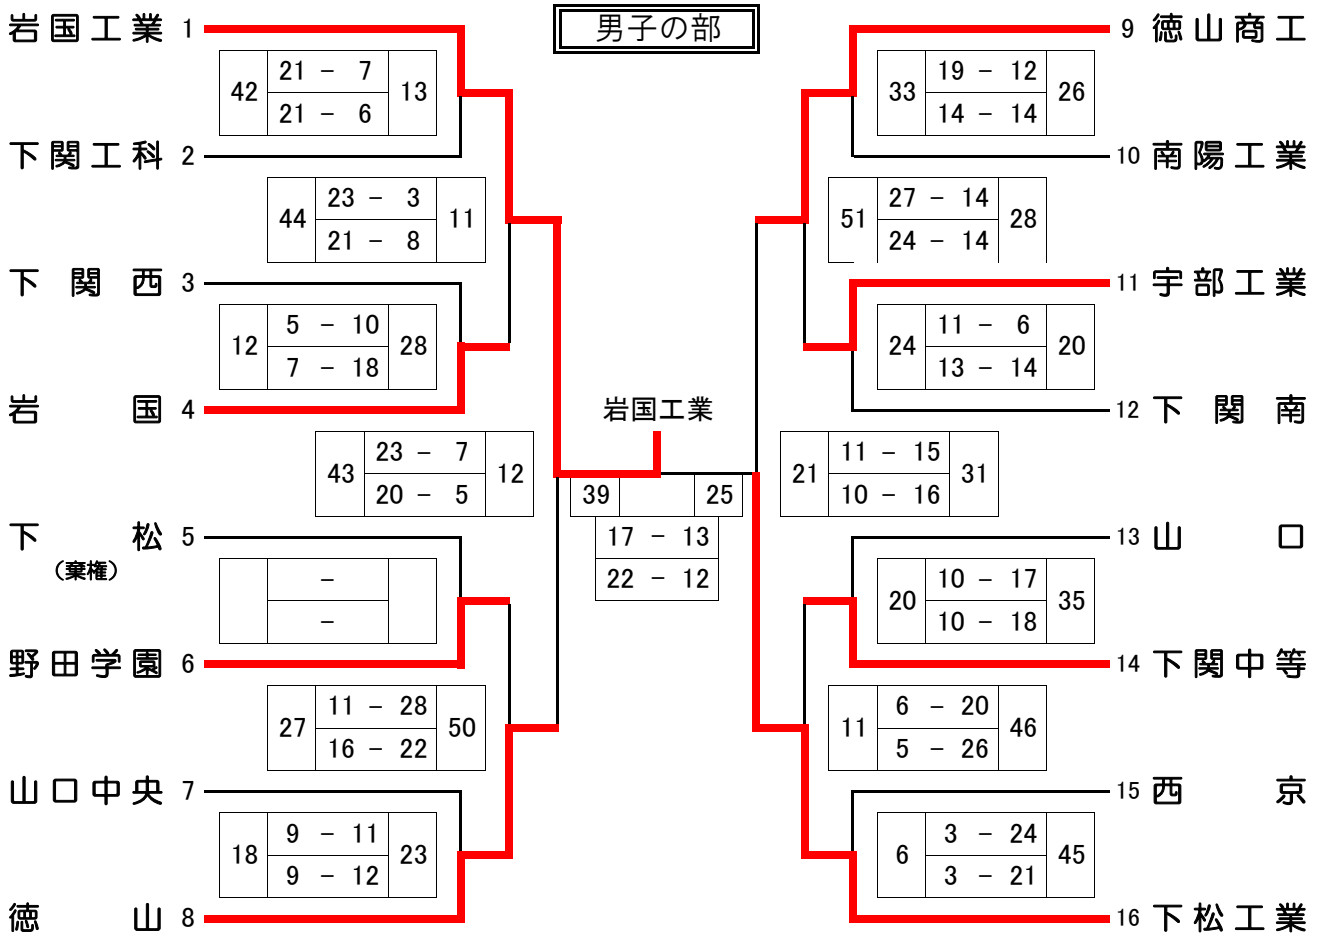 男子の部
岩国工業 1
42 21 － 7 13
21 － 6
下関工科 2
44 23 － 3 11
21 － 8
下関西 3
12 5 － 10 28
7 － 18
岩国 4
43 23 － 7 12
20 － 5
下松 5
（棄権）
－
－
野田学園 6
27 11 － 28 50
16 － 22
山口中央 7
18 9 － 11 23
9 － 12
徳山 8
岩国工業
39 25
17 － 13
22 － 12
9 徳山商工
33 19 － 12 26
14 － 14
10 南陽工業
51 27 － 14 28
24 － 14
11 宇部工業
24 11 － 6 20
13 － 14
12 下関南
21 11 － 15 31
10 － 16
13 山口
20 10 － 17 35
10 － 18
14 下関中等
11 6 － 20 46
5 － 26
15 西京
6 3 － 24 45
3 － 21
16 下松工業